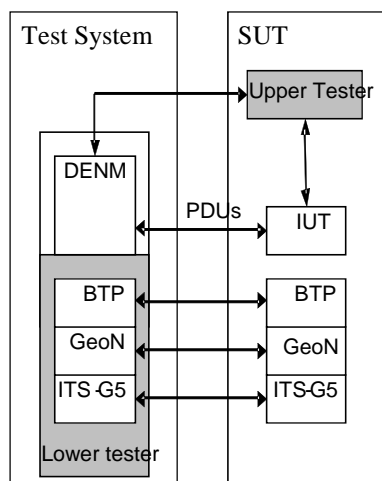 Test System
SUT
Upper Tester
DENM
PDUs
IUT
BTP
BTP
GeoN
GeoN
ITS-G5
ITS-G5
Lower tester